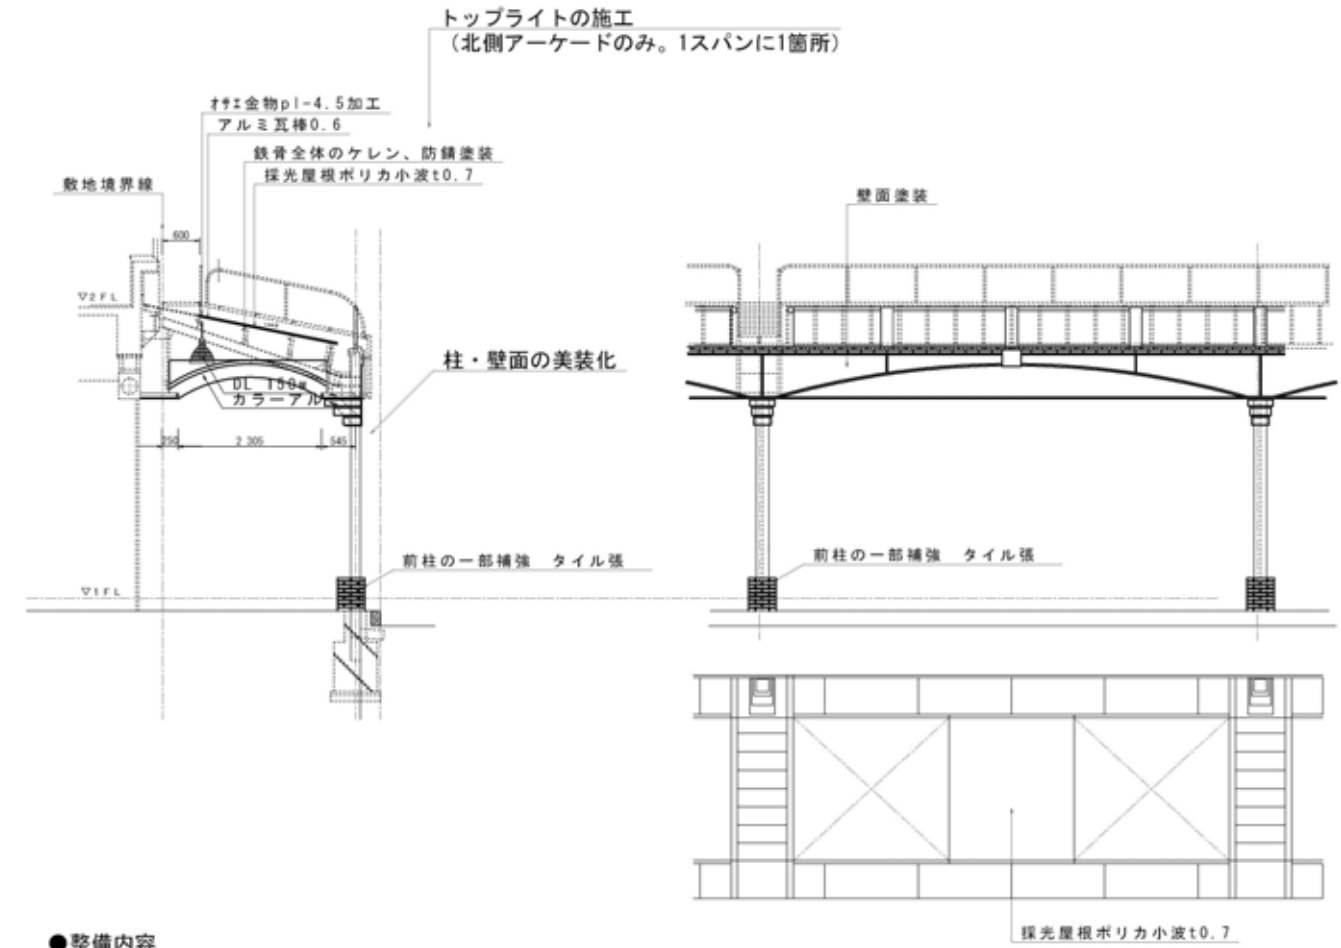 トップライトの施工
（北側アーケードのみ。1スパンに1箇所）
ｵｻｴ金物pl-4.5加工
アルミ瓦棒0.6
鉄骨全体のケレン、防錆塗装
採光屋根ポリカ小波t0.7
敷地境界線
壁面塗装
600
▽2FL
柱・壁面の美装化
DL 150w
カラーアル
250
2 305
545
前柱の一部補強　タイル張
前柱の一部補強　タイル張
▽1FL
採光屋根ポリカ小波t0.7
●整備内容